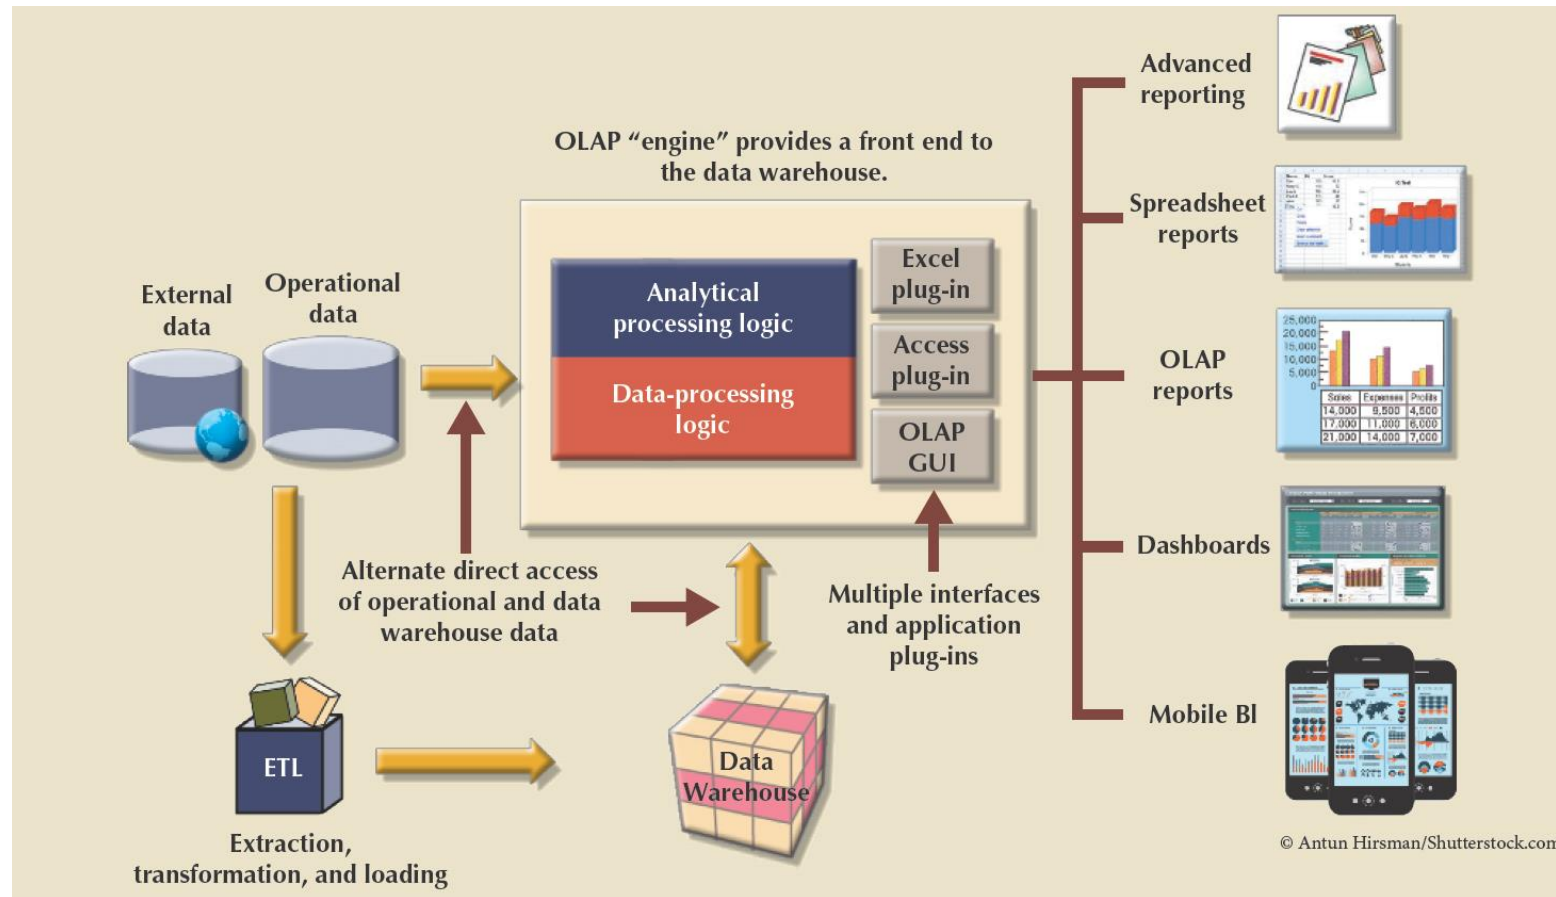 OLAP “engine” provides a front end to
the data warehouse.
External
data
Operational
data
Analytical
processing logic
Data-processing
logic
Excel
plug-in
Access
plug-in
OLAP
GUI
Alternate direct access
of operational and data
warehouse data
Multiple interfaces
and application
plug-ins
ETL
Extraction,
transformation, and loading
Data
Warehouse
Advanced
reporting
Spreadsheet
reports
OLAP
reports
25,000
20,000
15,000
10,000
5,000
0
Sales Expenses Profits
14,000 9,500 4,500
17,000 11,000 6,000
21,000 14,000 7,000
Dashboards
Mobile BI
© Antun Hirsman/Shutterstock.com